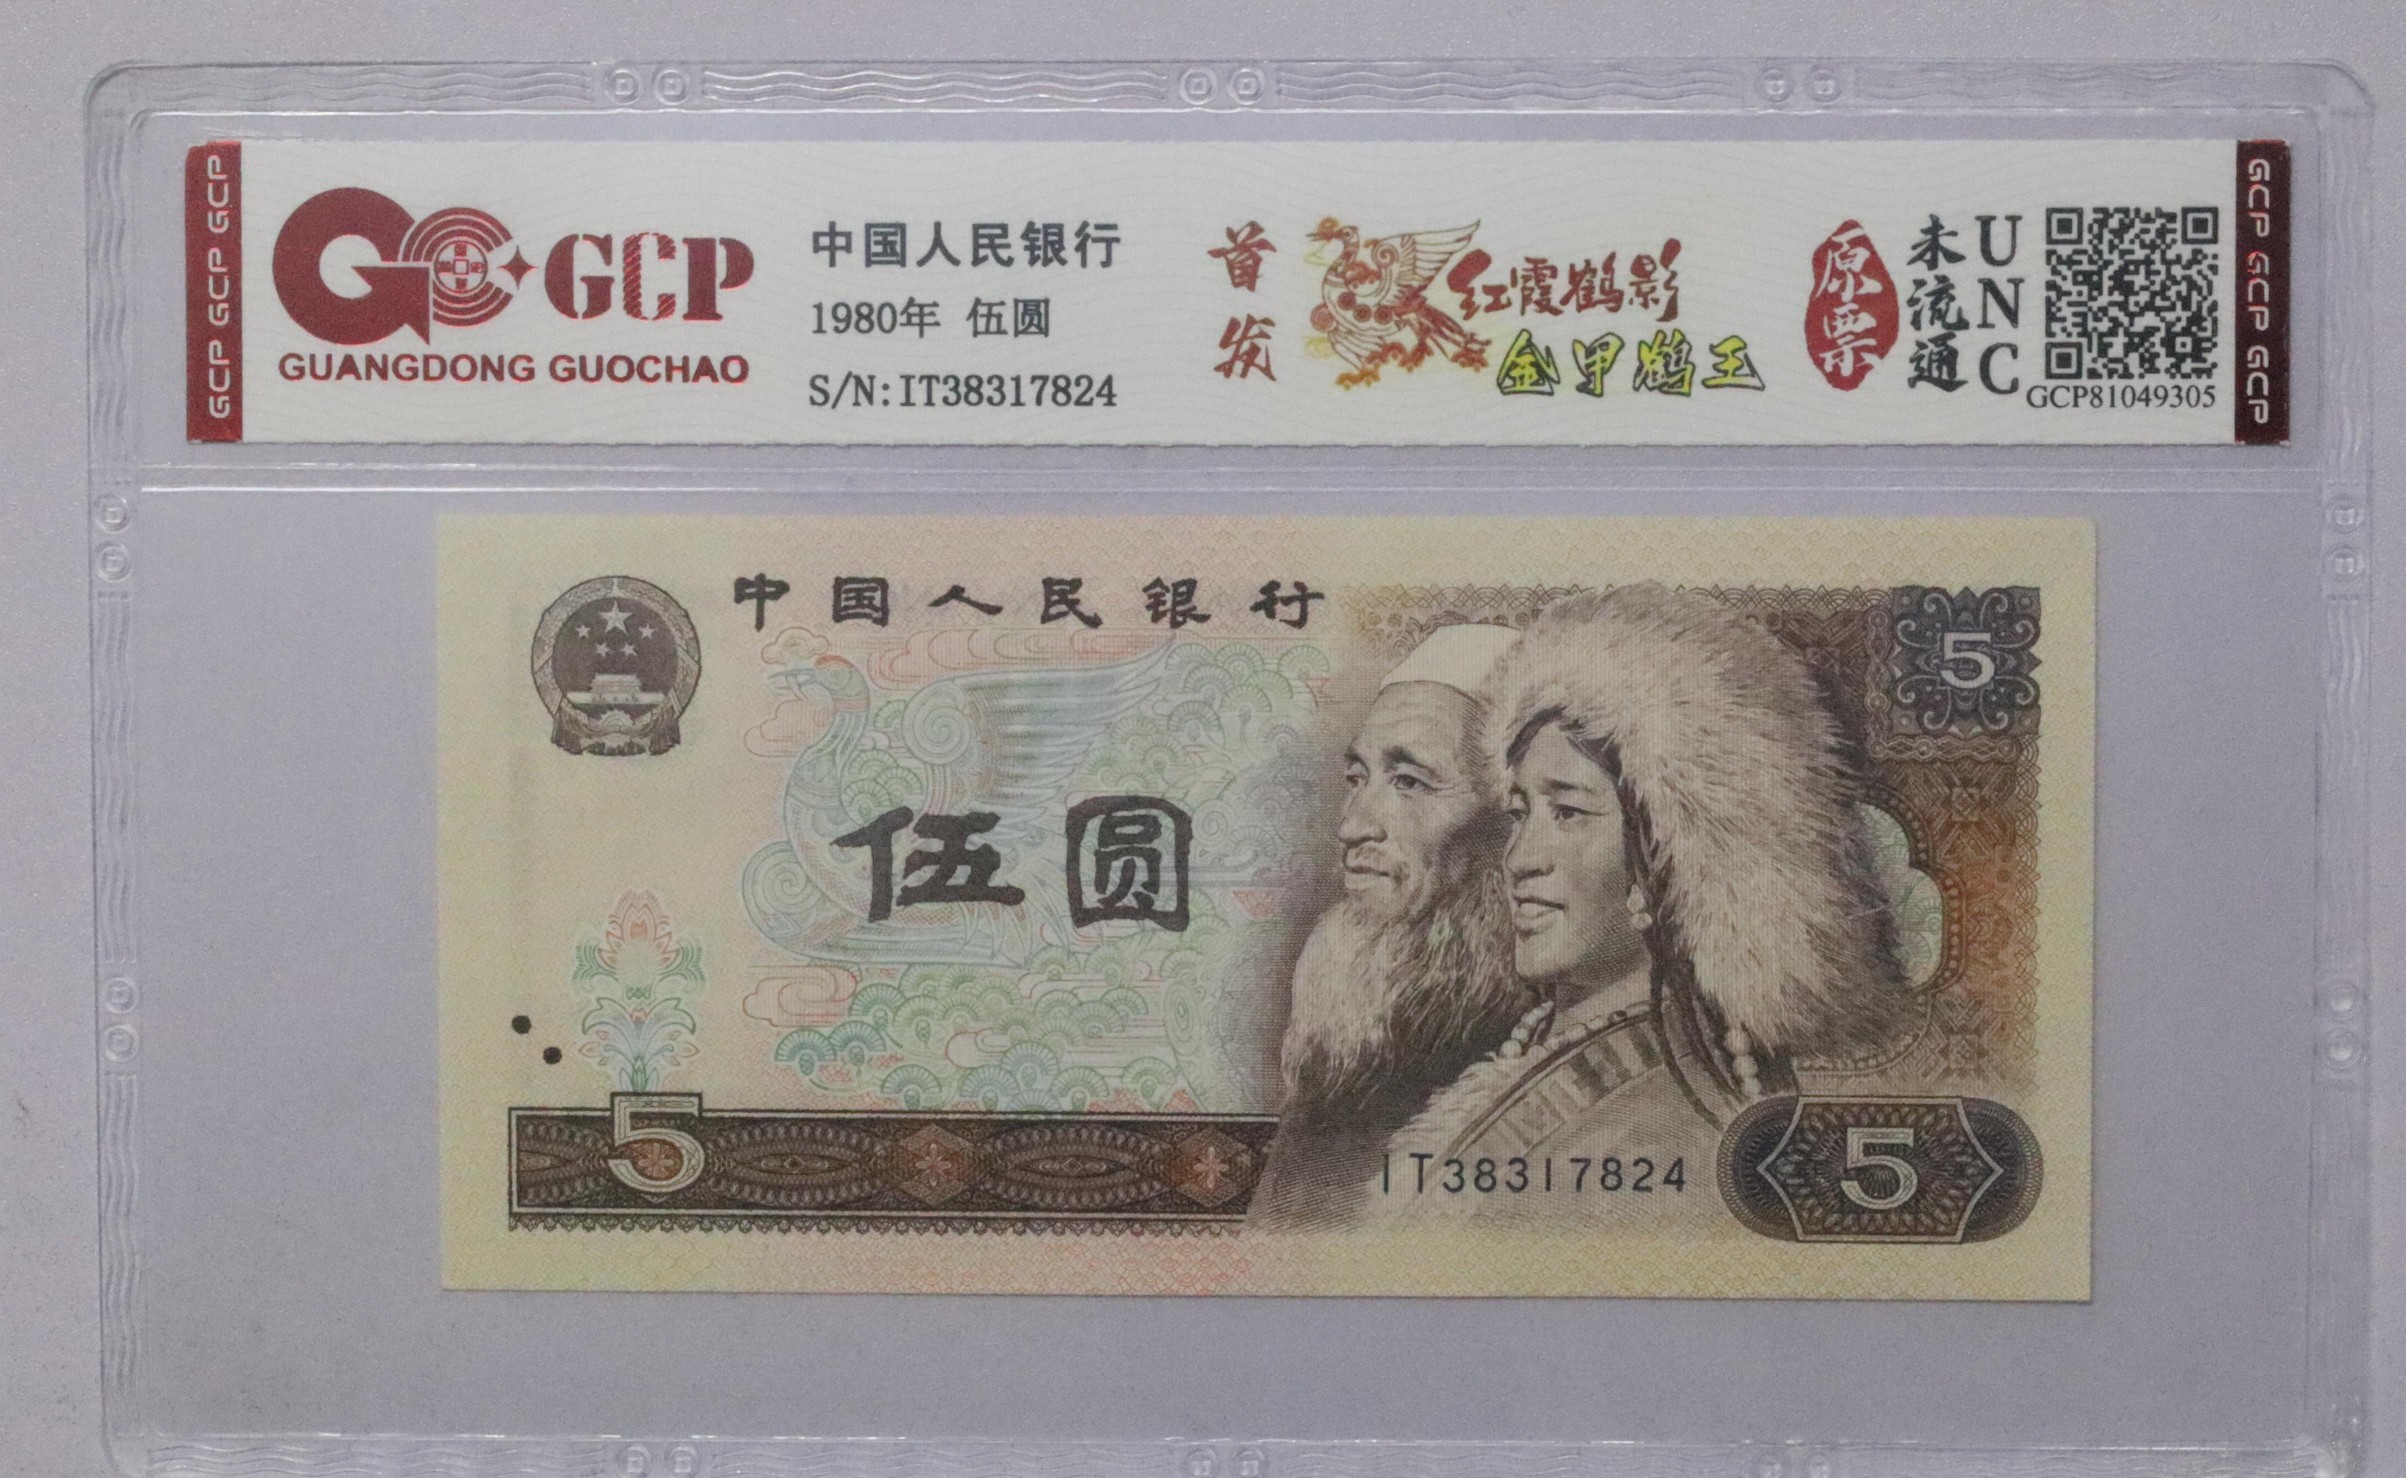 GCP GCP GCP
GCP
GUANGDONG GUOCHAO
中国人民银行
1980年 伍圆
S/N:IT38317824
首发
红霞鹤影
金甲鹤王
原票
未流通
UNC
GCP81049305
GCP GCP GCP
中国人民银行
5
伍圆
5
IT38317824
5